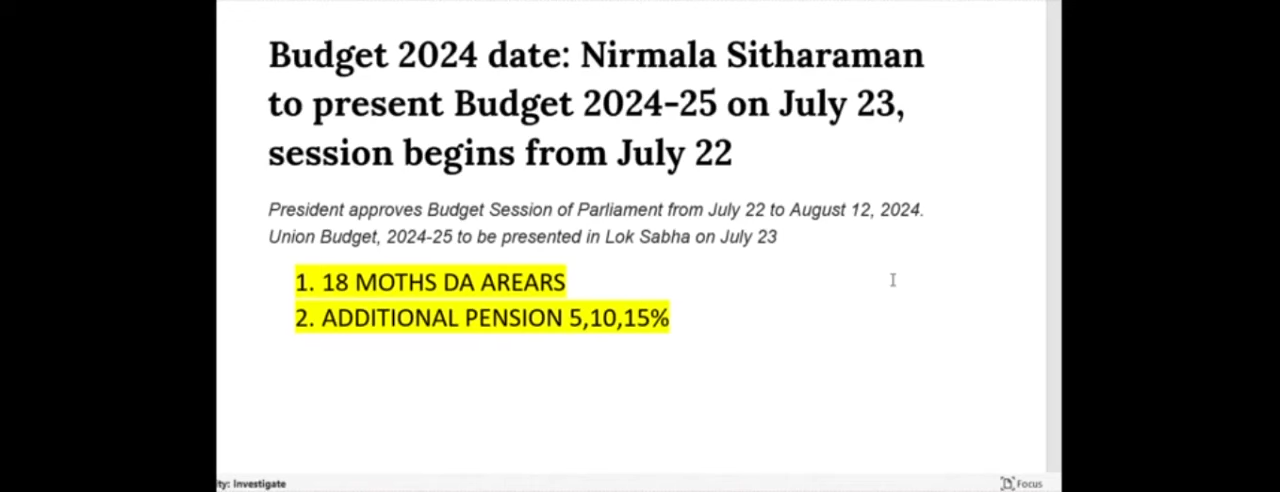 Budget 2024 date: Nirmala Sitharaman
to present Budget 2024-25 on July 23,
session begins from July 22
President approves Budget Session of Parliament from July 22 to August 12, 2024.
Union Budget, 2024-25 to be presented in Lok Sabha on July 23
1. 18 MOTHS DA AREARS
2. ADDITIONAL PENSION 5,10,15%
ty: Investigate
Focus